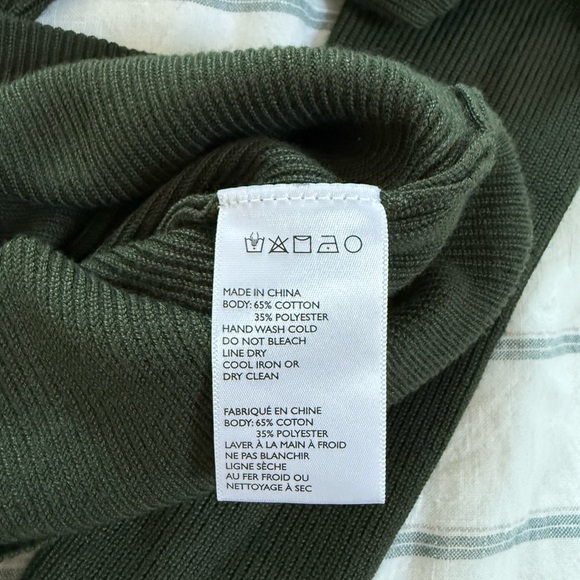 MADE IN CHINA
BODY: 65% COTTON
35% POLYESTER
HAND WASH COLD
DO NOT BLEACH
LINE DRY
COOL IRON OR
DRY CLEAN
FABRIQUÉ EN CHINE
BODY: 65% COTON
35% POLYESTER
LAVER À LA MAIN À FROID
NE PAS BLANCHIR
LIGNE SÈCHE
AU FER FROID OU
NETTOYAGE À SEC